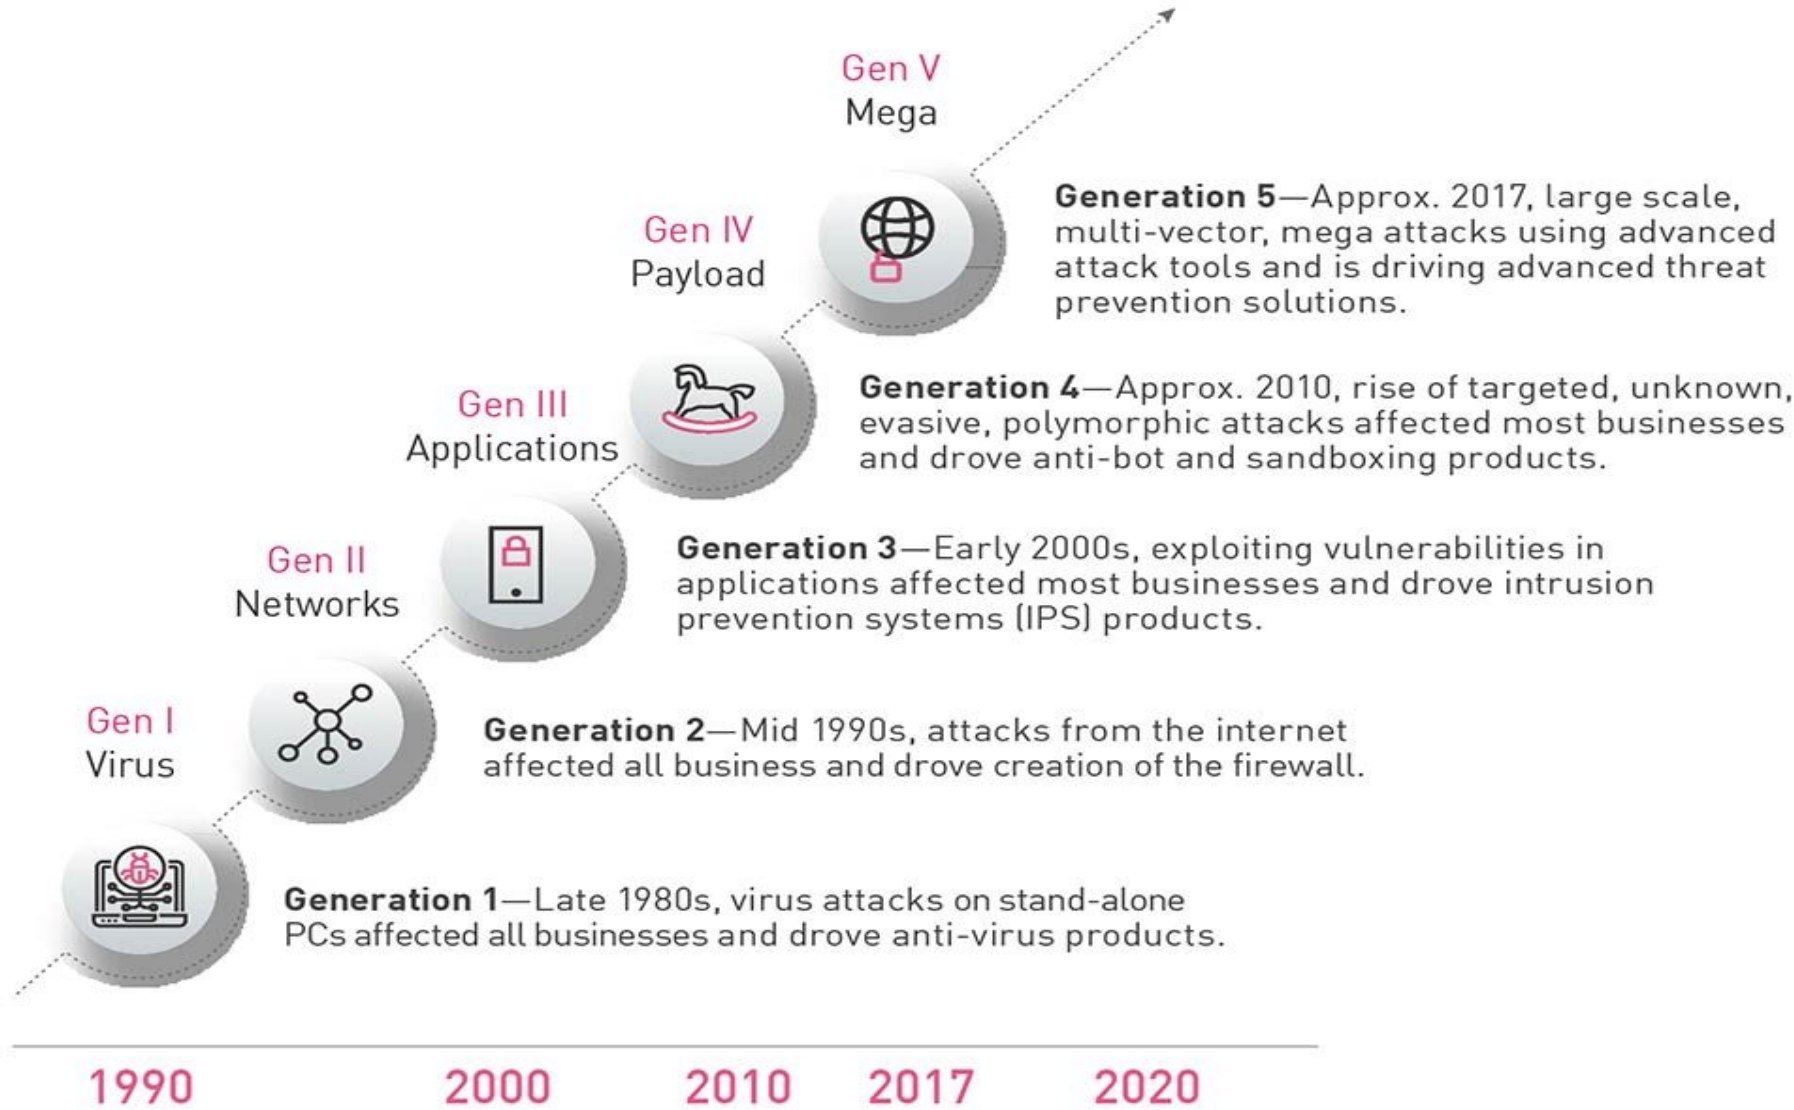 Gen V
Mega
Generation 5—Approx. 2017, large scale,
multi-vector, mega attacks using advanced
attack tools and is driving advanced threat
prevention solutions.
Gen IV
Payload
Generation 4—Approx. 2010, rise of targeted, unknown,
evasive, polymorphic attacks affected most businesses
and drove anti-bot and sandboxing products.
Gen III
Applications
Generation 3—Early 2000s, exploiting vulnerabilities in
applications affected most businesses and drove intrusion
prevention systems (IPS) products.
Gen II
Networks
Generation 2—Mid 1990s, attacks from the internet
affected all business and drove creation of the firewall.
Gen I
Virus
Generation 1—Late 1980s, virus attacks on stand-alone
PCs affected all businesses and drove anti-virus products.
1990 2000 2010 2017 2020